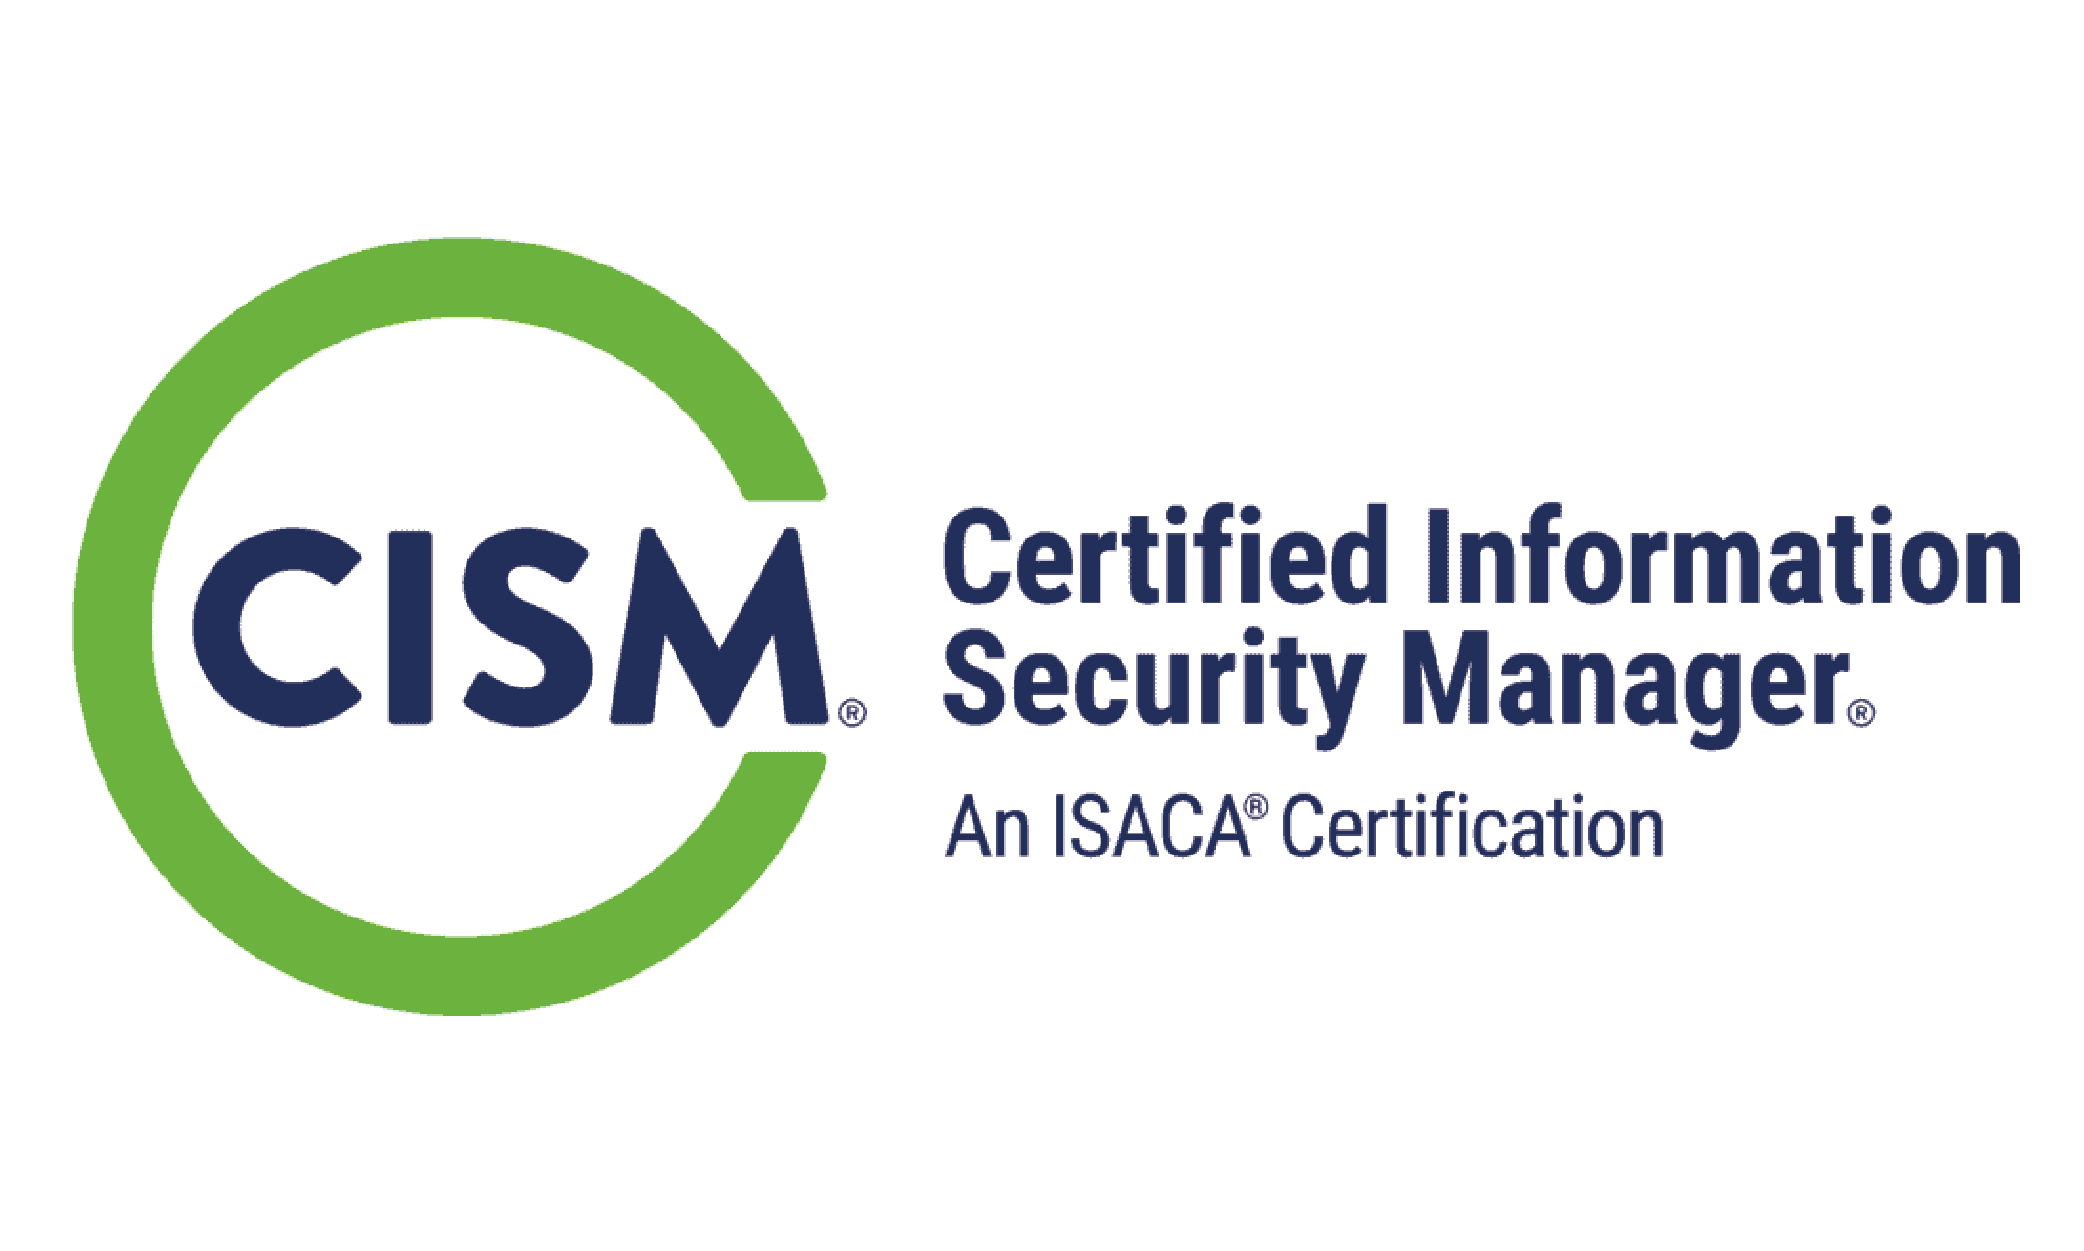 CISM®
Certified Information
Security Manager®
An ISACA® Certification